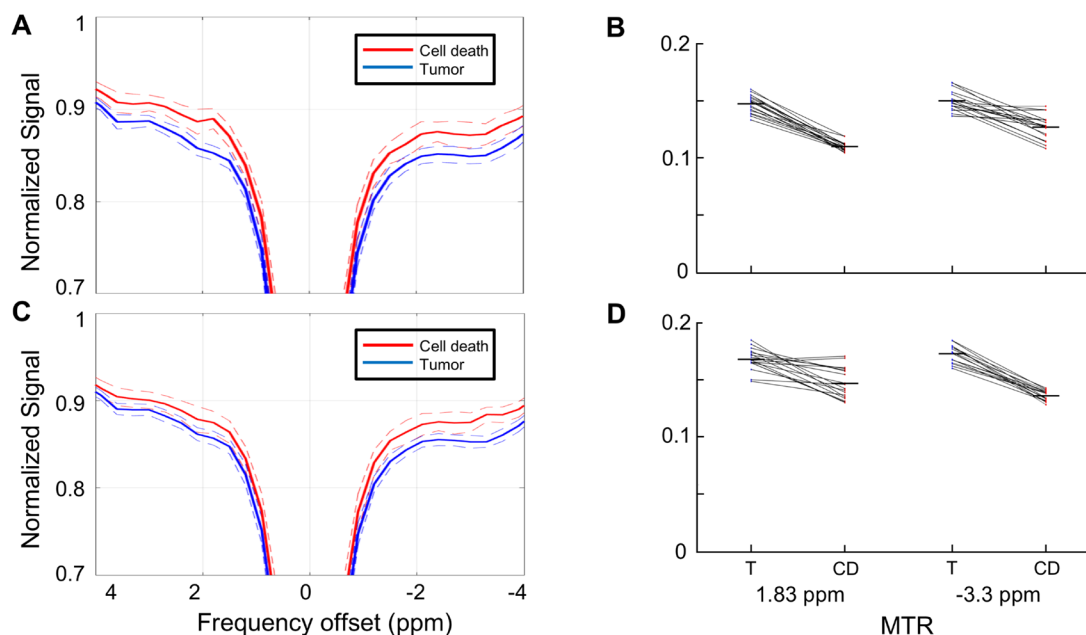 A
1
0.9
0.8
0.7
Normalized Signal
Cell death
Tumor
B
0.2
0.1
0
C
1
0.9
0.8
0.7
Normalized Signal
Cell death
Tumor
4 2 0 -2 -4
Frequency offset (ppm)
D
0.2
0.1
0
T CD T CD
1.83 ppm -3.3 ppm
MTR